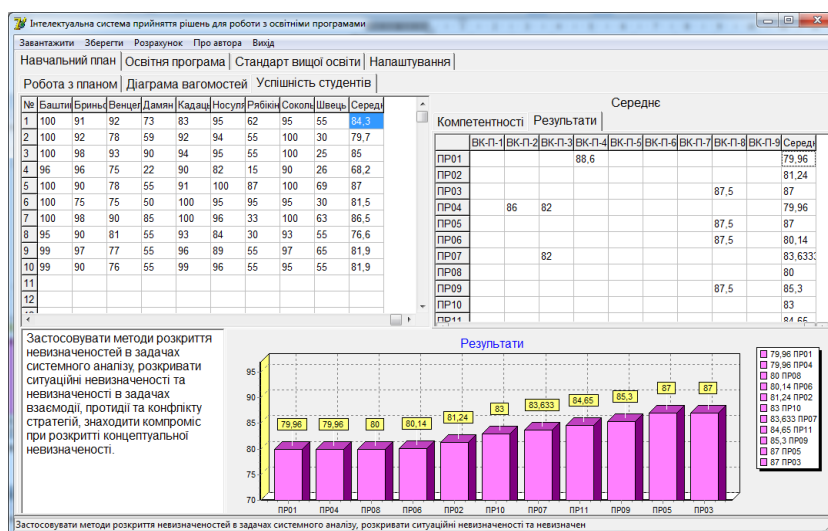 Інтелектуальна система прийняття рішень для роботи з освітніми програмами
Завантажити Зберегти Розрахунок Про автора Вихід
Навчальний план Освітня програма Стандарт вищої освіти Налаштування
Робота з планом Діаграма вагомостей Успішність студентів
№ Башти Бриньо Венцел Дамян Кадаць Носуля Рябікін Соколь Швець Середн
1 100 91 92 73 83 95 62 95 55 84,3
2 100 92 78 59 92 94 55 100 30 79,7
3 100 98 93 90 94 95 55 100 25 85
4 96 96 75 22 90 82 15 90 26 68,2
5 100 90 78 55 91 100 87 100 69 87
6 100 75 75 50 100 95 95 95 30 81,5
7 100 98 90 85 100 96 33 100 63 86,5
8 95 90 81 55 93 84 30 93 55 76,6
9 99 97 77 55 96 89 55 97 65 81,9
10 99 90 76 55 99 96 55 95 55 81,9
11
12
Середнє
Компетентності Результати
ВК-П-1 ВК-П-2 ВК-П-3 ВК-П-4 ВК-П-5 ВК-П-6 ВК-П-7 ВК-П-8 ВК-П-9 Середн
ПР01 88,6 79,96
ПР02 81,24
ПР03 87,5 87
ПР04 86 82 79,96
ПР05 87,5 87
ПР06 87,5 80,14
ПР07 82 83,633
ПР08 80
ПР09 87,5 85,3
ПР10 83
ПР11 84,65
Застосовувати методи розкриття
невизначеностей в задачах
системного аналізу, розкривати
ситуаційні невизначеності та
невизначеності в задачах
взаємодії, протидії та конфлікту
стратегій, знаходити компроміс
при розкритті концептуальної
невизначеності.
Результати
95
90
85
80
75
70
79,96 79,96 80 80,14 81,24 83 83,633 84,65 85,3 87 87
ПР01 ПР04 ПР08 ПР06 ПР02 ПР10 ПР07 ПР11 ПР09 ПР05 ПР03
79,96 ПР01
79,96 ПР04
80 ПР08
80,14 ПР06
81,24 ПР02
83 ПР10
83,633 ПР07
84,65 ПР11
85,3 ПР09
87 ПР05
87 ПР03
Застосовувати методи розкриття невизначеностей в задачах системного аналізу, розкривати ситуаційні невизначеності та невизначен